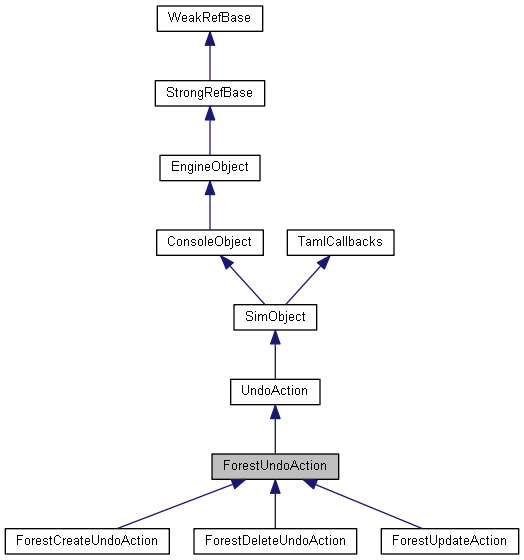 WeakRefBase
StrongRefBase
EngineObject
ConsoleObject
TamlCallbacks
SimObject
UndoAction
ForestUndoAction
ForestCreateUndoAction
ForestDeleteUndoAction
ForestUpdateAction